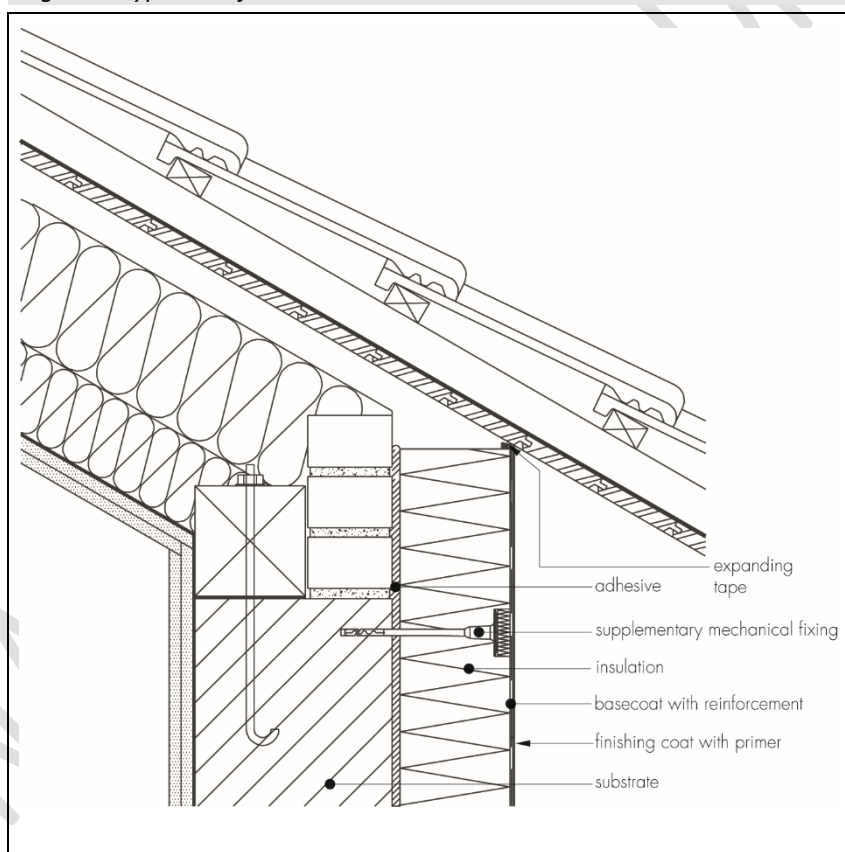 expanding
tape
adhesive
supplementary mechanical fixing
insulation
basecoat with reinforcement
finishing coat with primer
substrate